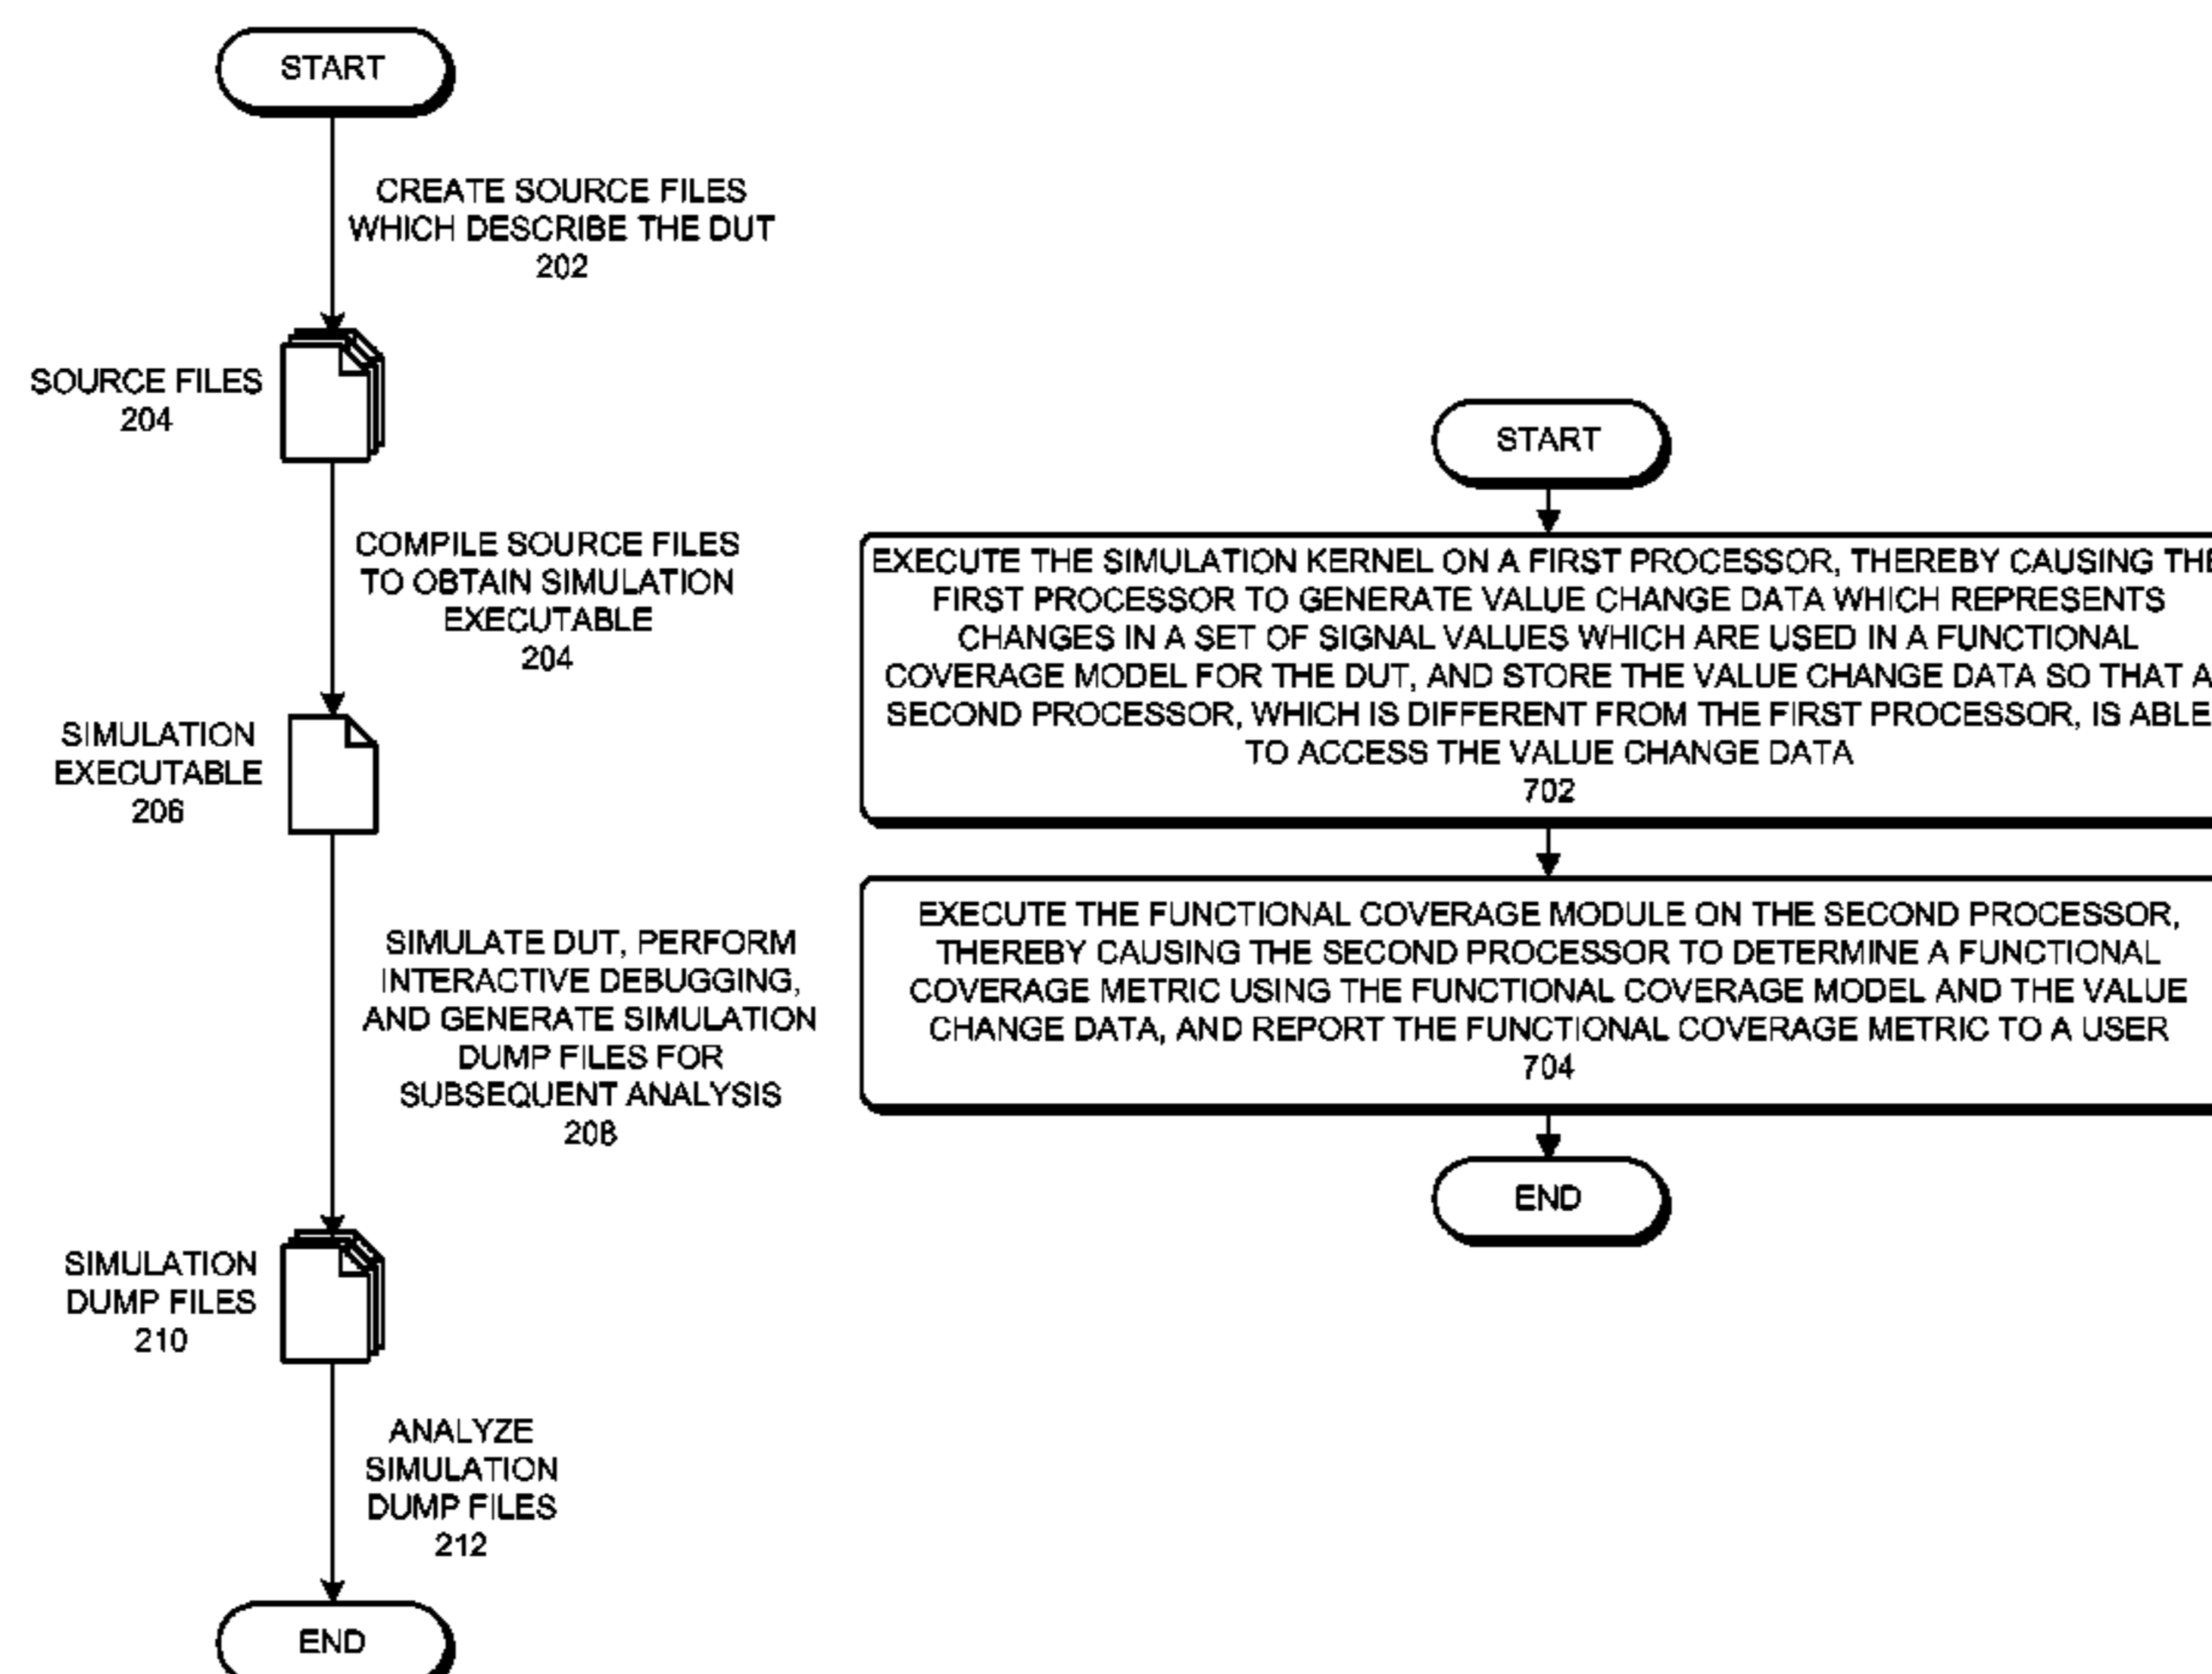 START
CREATE SOURCE FILES
WHICH DESCRIBE THE DUT
202
SOURCE FILES
204
COMPILE SOURCE FILES
TO OBTAIN SIMULATION
EXECUTABLE
204
SIMULATION
EXECUTABLE
206
SIMULATE DUT, PERFORM
INTERACTIVE DEBUGGING,
AND GENERATE SIMULATION
DUMP FILES FOR
SUBSEQUENT ANALYSIS
208
SIMULATION
DUMP FILES
210
ANALYZE
SIMULATION
DUMP FILES
212
END
START
EXECUTE THE SIMULATION KERNEL ON A FIRST PROCESSOR, THEREBY CAUSING THE
FIRST PROCESSOR TO GENERATE VALUE CHANGE DATA WHICH REPRESENTS
CHANGES IN A SET OF SIGNAL VALUES WHICH ARE USED IN A FUNCTIONAL
COVERAGE MODEL FOR THE DUT, AND STORE THE VALUE CHANGE DATA SO THAT A
SECOND PROCESSOR, WHICH IS DIFFERENT FROM THE FIRST PROCESSOR, IS ABLE
TO ACCESS THE VALUE CHANGE DATA
702
EXECUTE THE FUNCTIONAL COVERAGE MODULE ON THE SECOND PROCESSOR,
THEREBY CAUSING THE SECOND PROCESSOR TO DETERMINE A FUNCTIONAL
COVERAGE METRIC USING THE FUNCTIONAL COVERAGE MODEL AND THE VALUE
CHANGE DATA, AND REPORT THE FUNCTIONAL COVERAGE METRIC TO A USER
704
END